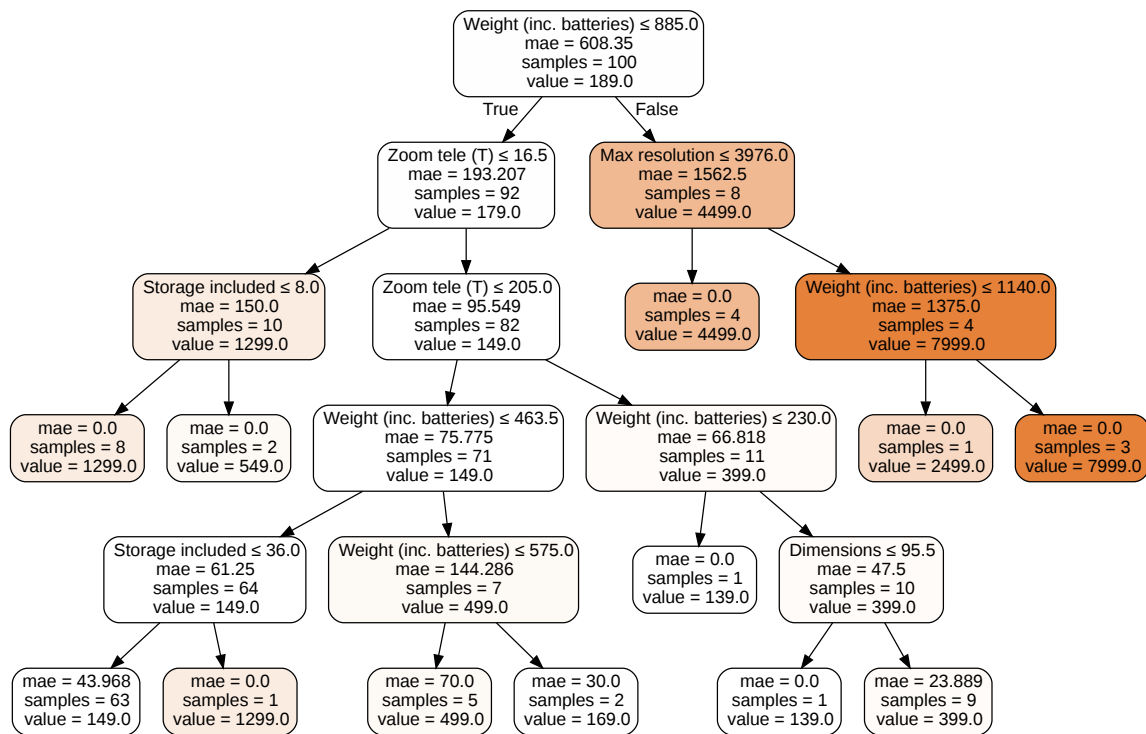 Weight (inc. batteries) ≤ 885.0
mae = 608.35
samples = 100
value = 189.0
True
False
Zoom tele (T) ≤ 16.5
mae = 193.207
samples = 92
value = 179.0
Max resolution ≤ 3976.0
mae = 1562.5
samples = 8
value = 4499.0
Storage included ≤ 8.0
mae = 150.0
samples = 10
value = 1299.0
Zoom tele (T) ≤ 205.0
mae = 95.549
samples = 82
value = 149.0
mae = 0.0
samples = 4
value = 4499.0
Weight (inc. batteries) ≤ 1140.0
mae = 1375.0
samples = 4
value = 7999.0
mae = 0.0
samples = 8
value = 1299.0
mae = 0.0
samples = 2
value = 549.0
Weight (inc. batteries) ≤ 463.5
mae = 75.775
samples = 71
value = 149.0
Weight (inc. batteries) ≤ 230.0
mae = 66.818
samples = 11
value = 399.0
mae = 0.0
samples = 1
value = 2499.0
mae = 0.0
samples = 3
value = 7999.0
Storage included ≤ 36.0
mae = 61.25
samples = 64
value = 149.0
Weight (inc. batteries) ≤ 575.0
mae = 144.286
samples = 7
value = 499.0
mae = 0.0
samples = 1
value = 139.0
Dimensions ≤ 95.5
mae = 47.5
samples = 10
value = 399.0
mae = 43.968
samples = 63
value = 149.0
mae = 0.0
samples = 1
value = 1299.0
mae = 70.0
samples = 5
value = 499.0
mae = 30.0
samples = 2
value = 169.0
mae = 0.0
samples = 1
value = 139.0
mae = 23.889
samples = 9
value = 399.0